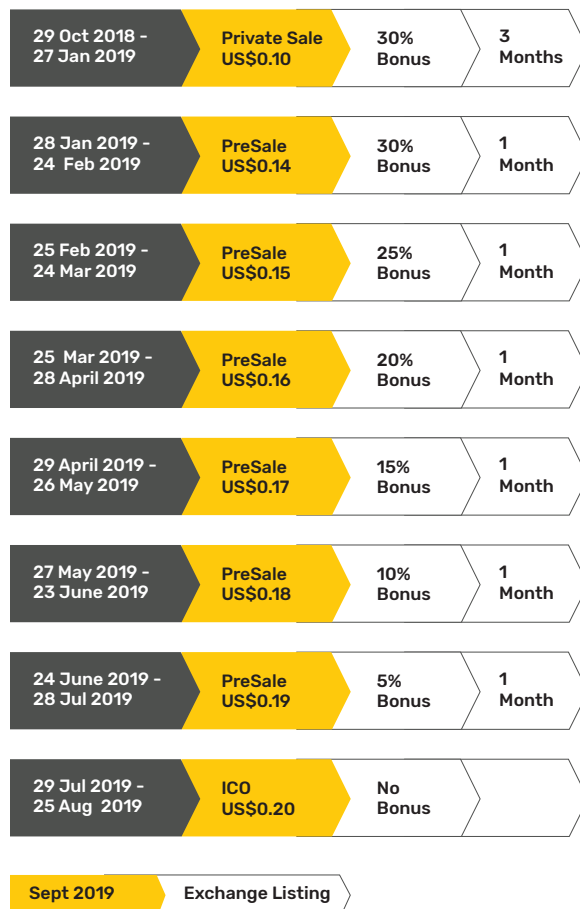 29 Oct 2018 -
27 Jan 2019
Private Sale
US$0.10
30%
Bonus
3
Months
28 Jan 2019 -
24 Feb 2019
PreSale
US$0.14
30%
Bonus
1
Month
25 Feb 2019 -
24 Mar 2019
PreSale
US$0.15
25%
Bonus
1
Month
25 Mar 2019 -
28 April 2019
PreSale
US$0.16
20%
Bonus
1
Month
29 April 2019 -
26 May 2019
PreSale
US$0.17
15%
Bonus
1
Month
27 May 2019 -
23 June 2019
PreSale
US$0.18
10%
Bonus
1
Month
24 June 2019 -
28 Jul 2019
PreSale
US$0.19
5%
Bonus
1
Month
29 Jul 2019 -
25 Aug 2019
ICO
US$0.20
No
Bonus
Sept 2019
Exchange Listing